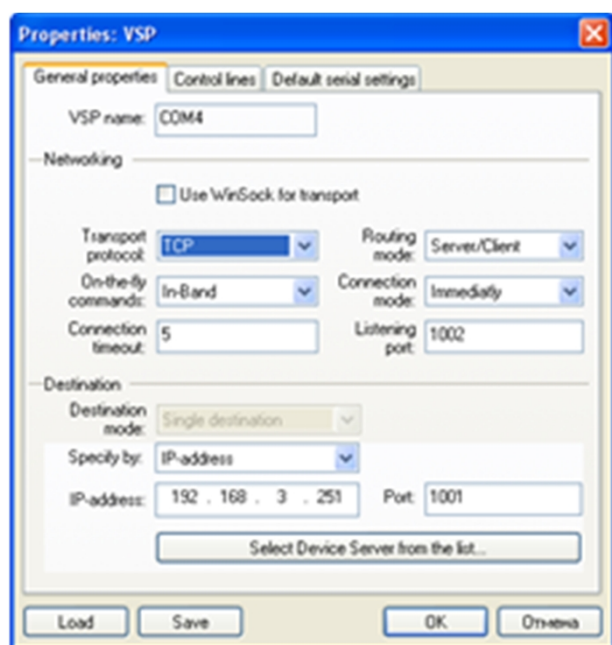 Properties: VSP
General properties Control lines Default serial settings
VSP name: COM4
Networking
Use WinSock for transport
Transport protocol: TCP Routing mode: Server/Client
On-the-fly commands: In-Band Connection mode: Immediatly
Connection timeout: 5 Listening port: 1002
Destination
Destination mode: Single destination
Specify by: IP-address
IP-address: 192 . 168 . 3 . 251 Port: 1001
Select Device Server from the list...
Load Save OK Отмена